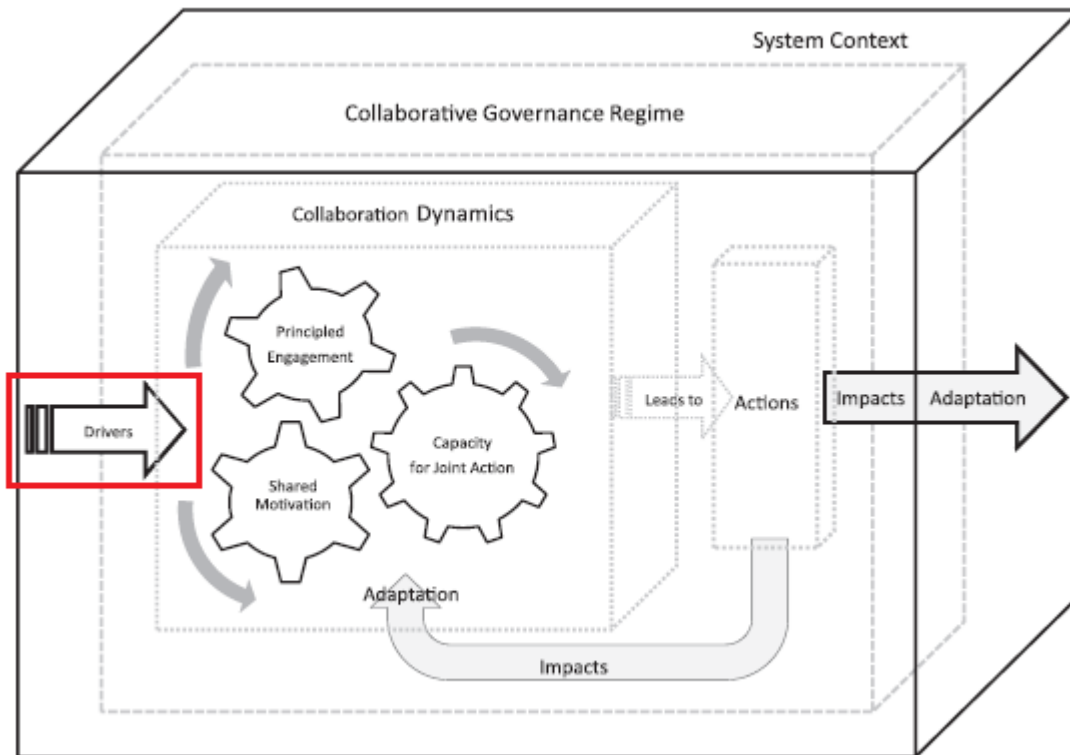 System Context
Collaborative Governance Regime
Collaboration Dynamics
Principled
Engagement
Drivers
Shared
Motivation
Capacity
for Joint Action
Leads to
Actions
Impacts
Adaptation
Adaptation
Impacts